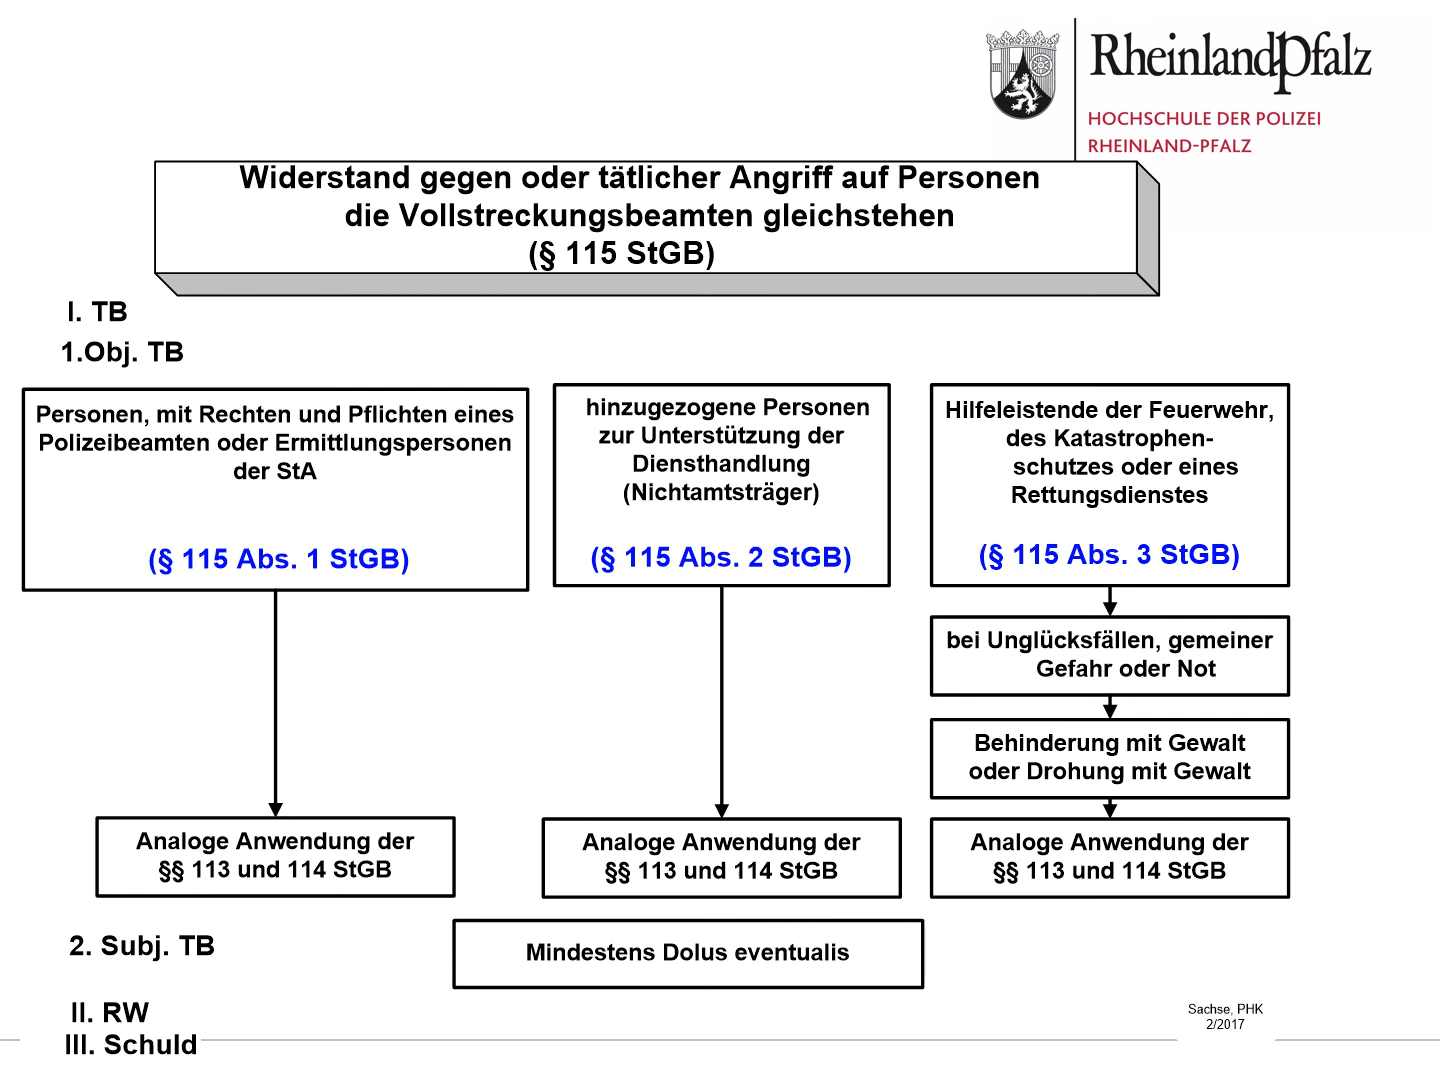 RheinlandPfalz
HOCHSCHULE DER POLIZEI
RHEINLAND-PFALZ
Widerstand gegen oder tätlicher Angriff auf Personen
die Vollstreckungsbeamten gleichstehen
(§ 115 StGB)
I. TB
1.Obj. TB
Personen, mit Rechten und Pflichten eines
Polizeibeamten oder Ermittlungspersonen
der StA
(§ 115 Abs. 1 StGB)
hinzugezogene Personen
zur Unterstützung der
Diensthandlung
(Nichtamtsträger)
(§ 115 Abs. 2 StGB)
Hilfeleistende der Feuerwehr,
des Katastrophen-
schutzes oder eines
Rettungsdienstes
(§ 115 Abs. 3 StGB)
bei Unglücksfällen, gemeiner
Gefahr oder Not
Behinderung mit Gewalt
oder Drohung mit Gewalt
Analoge Anwendung der
§§ 113 und 114 StGB
Analoge Anwendung der
§§ 113 und 114 StGB
Analoge Anwendung der
§§ 113 und 114 StGB
2. Subj. TB
Mindestens Dolus eventualis
II. RW
III. Schuld
Sachse, PHK
2/2017